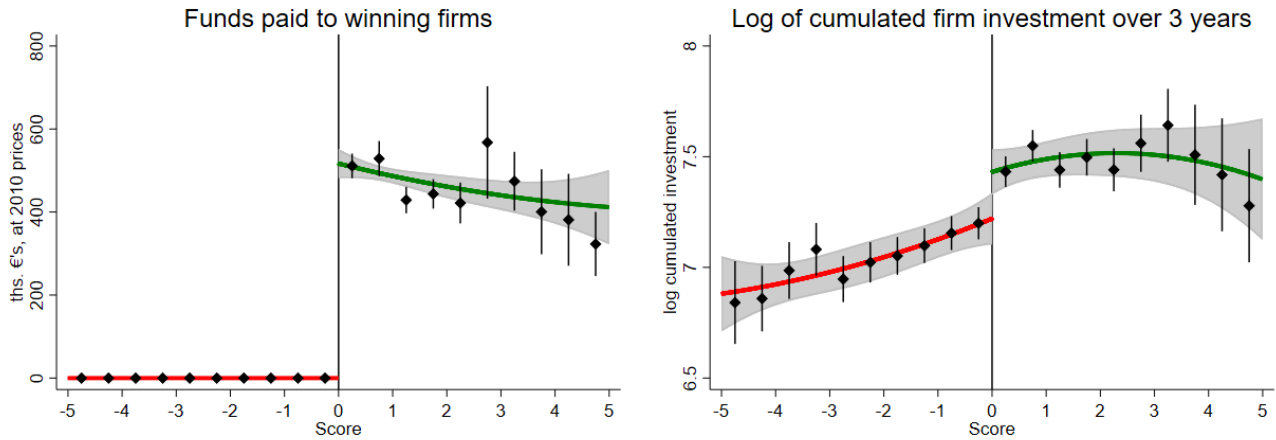 Funds paid to winning firms
ths. €'s, at 2010 prices
800
600
400
200
0
-5 -4 -3 -2 -1 0 1 2 3 4 5
Score
Log of cumulated firm investment over 3 years
log cumulated investment
8
7.5
7
6.5
-5 -4 -3 -2 -1 0 1 2 3 4 5
Score